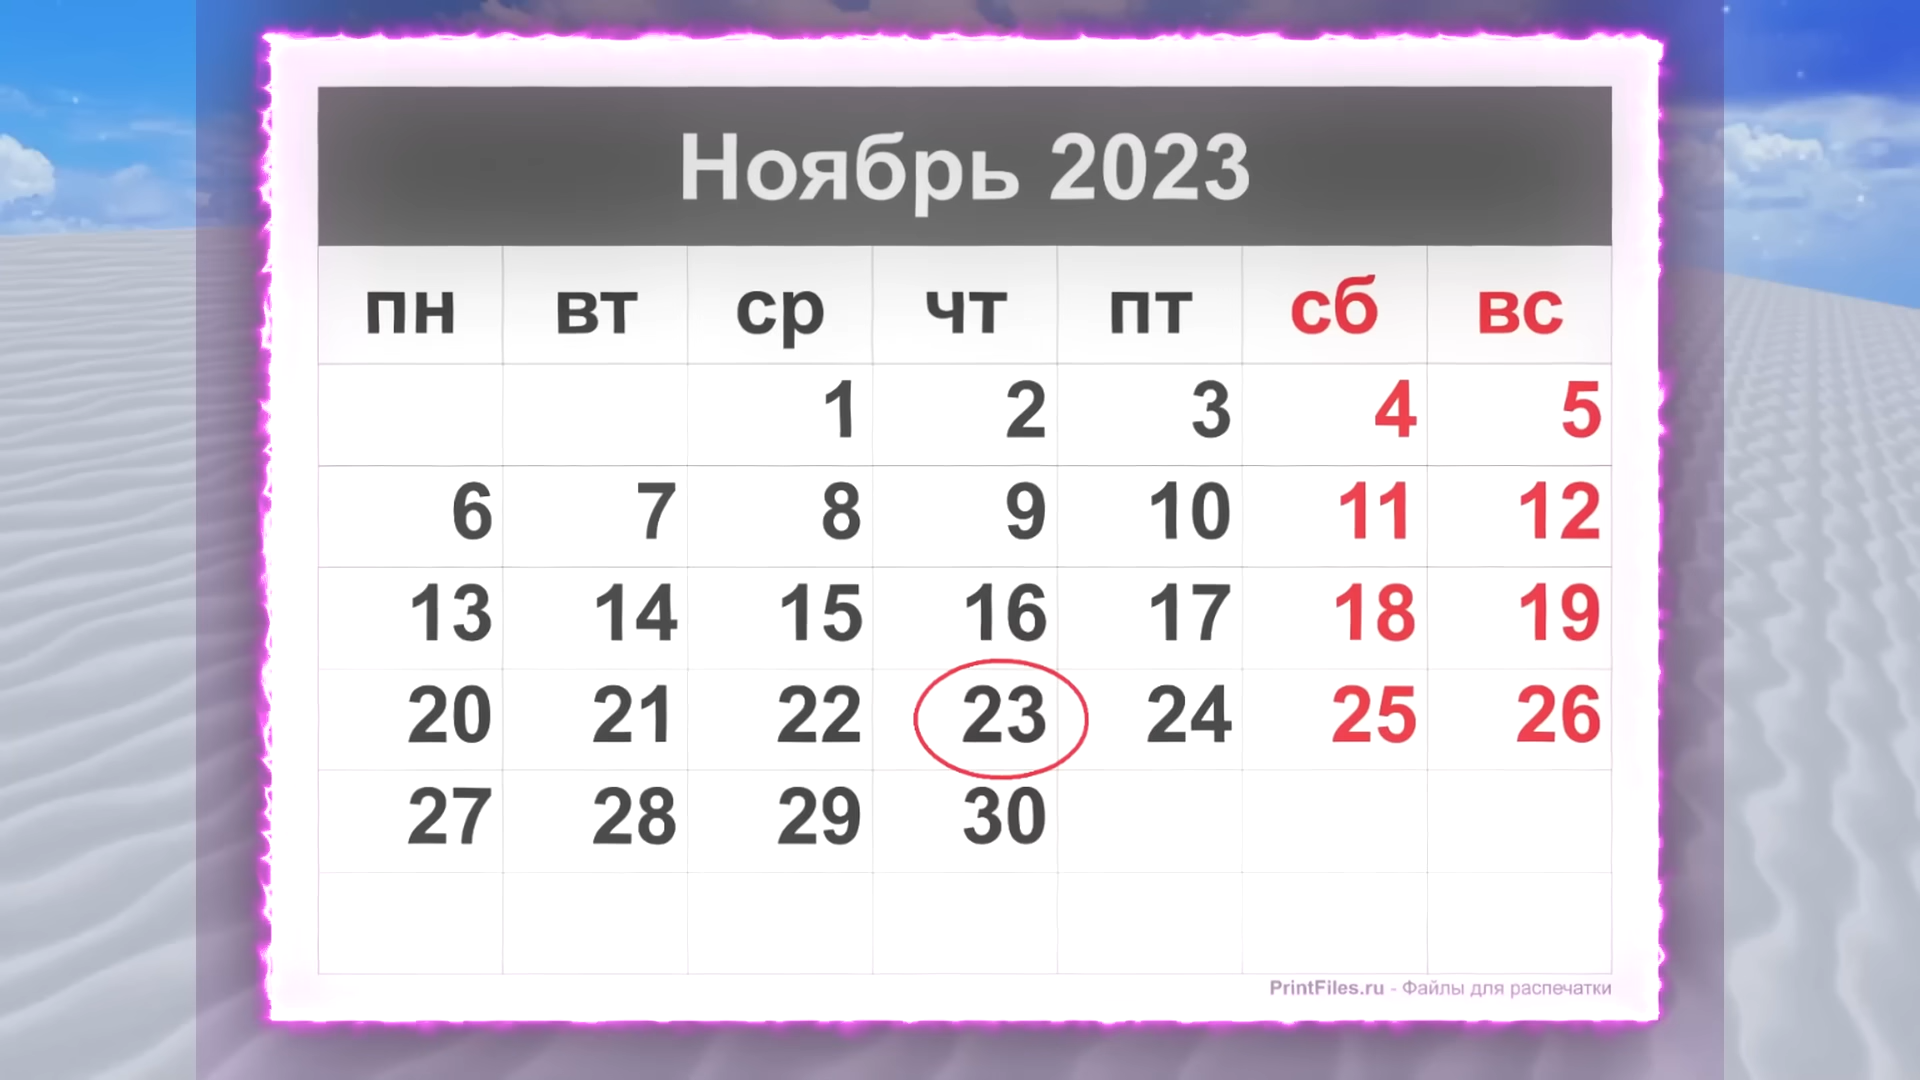 Ноябрь 2023
пн вт ср чт пт сб вс
1 2 3 4 5
6 7 8 9 10 11 12
13 14 15 16 17 18 19
20 21 22 23 24 25 26
27 28 29 30
PrintFiles.ru - Файлы для распечатки